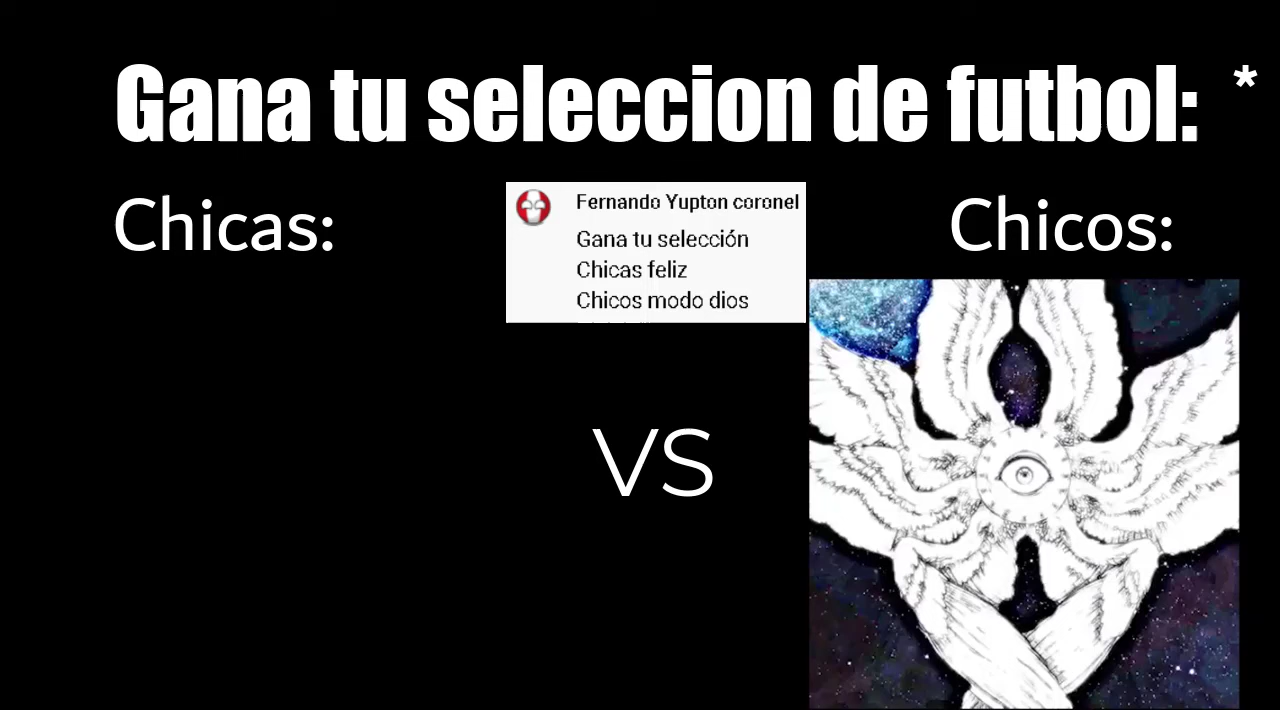 Gana tu seleccion de futbol: *
Chicas:
Fernando Yupton coronel
Gana tu selección
Chicas feliz
Chicos modo dios
Chicos:
VS